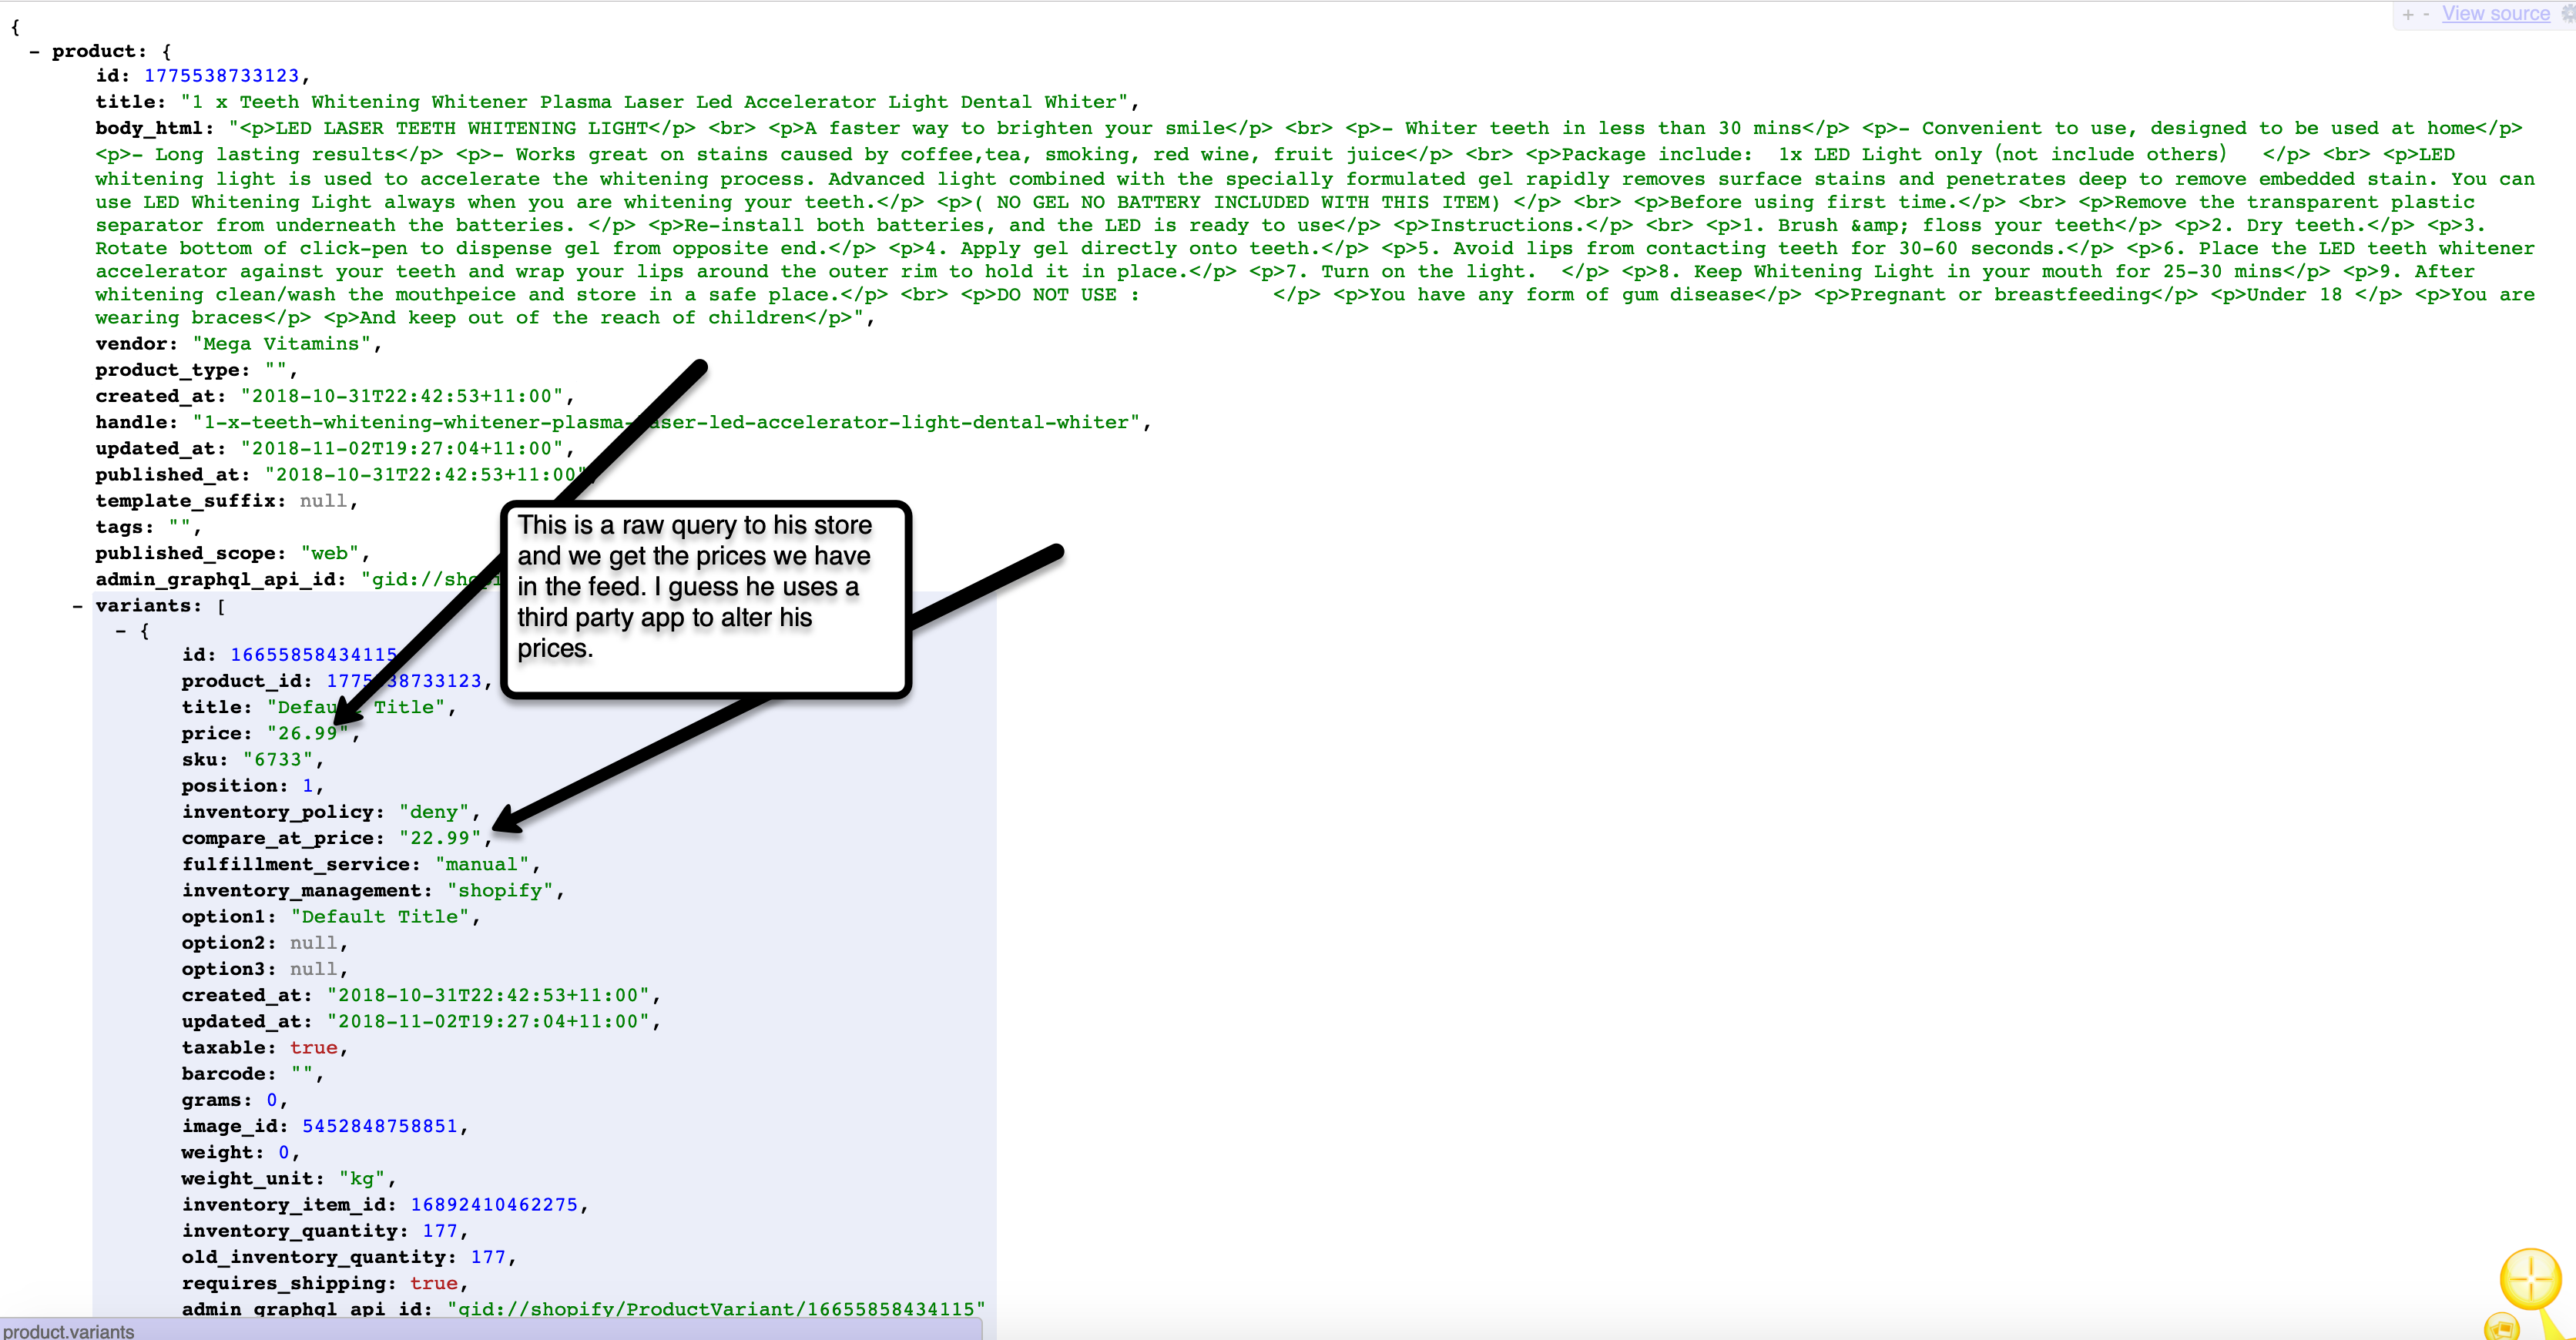 + - View source
{
- product: {
id: 1775538733123,
title: "1 x Teeth Whitening Whitener Plasma Laser Led Accelerator Light Dental Whiter",
body_html: "<p>LED LASER TEETH WHITENING LIGHT</p> <br> <p>A faster way to brighten your smile</p> <br> <p>- Whiter teeth in less than 30 mins</p> <p>- Convenient to use, designed to be used at home</p>
<p>- Long lasting results</p> <p>- Works great on stains caused by coffee,tea, smoking, red wine, fruit juice</p> <br> <p>Package include:  1x LED Light only (not include others)   </p> <br> <p>LED
whitening light is used to accelerate the whitening process. Advanced light combined with the specially formulated gel rapidly removes surface stains and penetrates deep to remove embedded stain. You can
use LED Whitening Light always when you are whitening your teeth.</p> <p>( NO GEL NO BATTERY INCLUDED WITH THIS ITEM) </p> <br> <p>Before using first time.</p> <br> <p>Remove the transparent plastic
separator from underneath the batteries. </p> <p>Re-install both batteries, and the LED is ready to use</p> <p>Instructions.</p> <br> <p>1. Brush &amp; floss your teeth</p> <p>2. Dry teeth.</p> <p>3.
Rotate bottom of click-pen to dispense gel from opposite end.</p> <p>4. Apply gel directly onto teeth.</p> <p>5. Avoid lips from contacting teeth for 30-60 seconds.</p> <p>6. Place the LED teeth whitener
accelerator against your teeth and wrap your lips around the outer rim to hold it in place.</p> <p>7. Turn on the light.  </p> <p>8. Keep Whitening Light in your mouth for 25-30 mins</p> <p>9. After
whitening clean/wash the mouthpeice and store in a safe place.</p> <br> <p>DO NOT USE :           </p> <p>You have any form of gum disease</p> <p>Pregnant or breastfeeding</p> <p>Under 18 </p> <p>You are
wearing braces</p> <p>And keep out of the reach of children</p>",
vendor: "Mega Vitamins",
product_type: "",
created_at: "2018-10-31T22:42:53+11:00",
handle: "1-x-teeth-whitening-whitener-plasma-laser-led-accelerator-light-dental-whiter",
updated_at: "2018-11-02T19:27:04+11:00",
published_at: "2018-10-31T22:42:53+11:00",
template_suffix: null,
tags: "",
published_scope: "web",
admin_graphql_api_id: "gid://shopi
This is a raw query to his store
and we get the prices we have
in the feed. I guess he uses a
third party app to alter his
prices.
- variants: [
- {
id: 16655858434115
product_id: 1775538733123,
title: "Default Title",
price: "26.99",
sku: "6733",
position: 1,
inventory_policy: "deny",
compare_at_price: "22.99",
fulfillment_service: "manual",
inventory_management: "shopify",
option1: "Default Title",
option2: null,
option3: null,
created_at: "2018-10-31T22:42:53+11:00",
updated_at: "2018-11-02T19:27:04+11:00",
taxable: true,
barcode: "",
grams: 0,
image_id: 5452848758851,
weight: 0,
weight_unit: "kg",
inventory_item_id: 16892410462275,
inventory_quantity: 177,
old_inventory_quantity: 177,
requires_shipping: true,
admin_graphql_api_id: "gid://shopify/ProductVariant/16655858434115"
product.variants